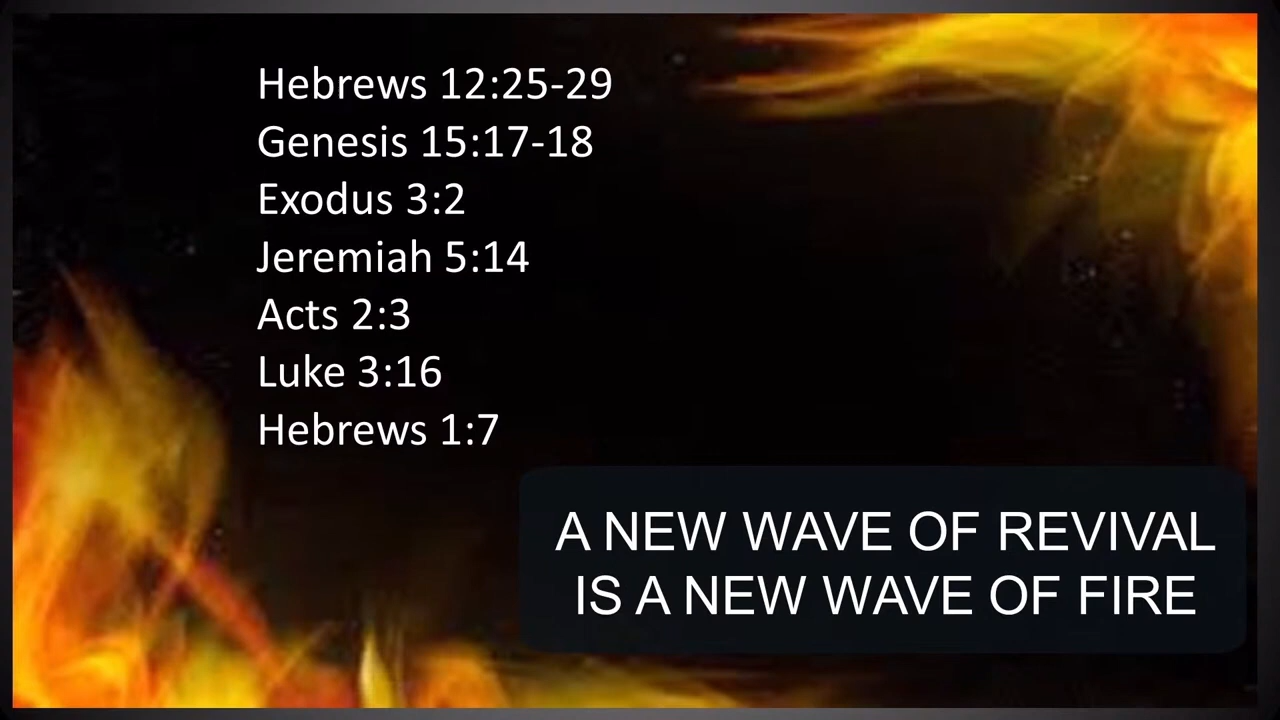 Hebrews 12:25-29
Genesis 15:17-18
Exodus 3:2
Jeremiah 5:14
Acts 2:3
Luke 3:16
Hebrews 1:7
A NEW WAVE OF REVIVAL
IS A NEW WAVE OF FIRE